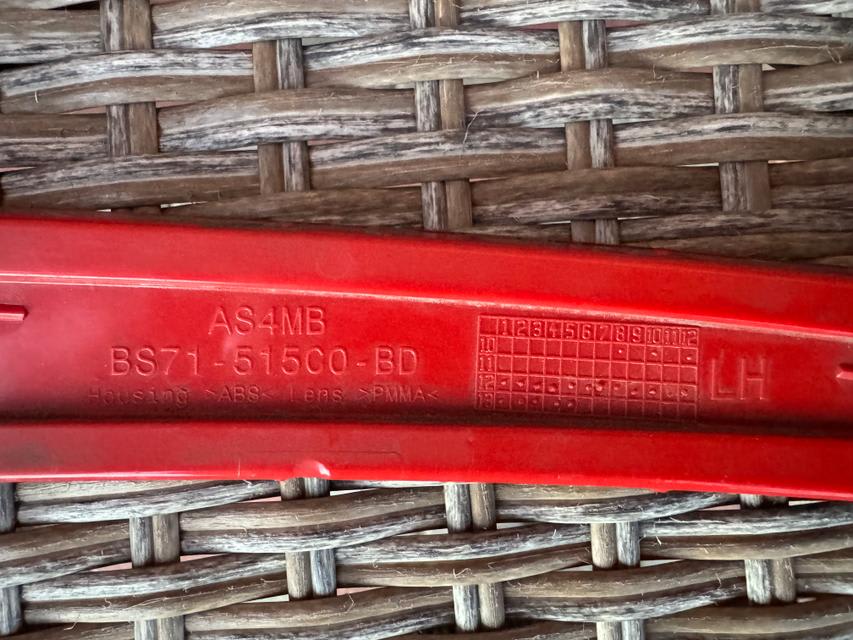 AS4MB
BS71-515C0-BD
Housing >ABS< Lens >PMMA<
1 2 3 4 5 6 7 8 9 10 11 12
10
11
12
13
LH